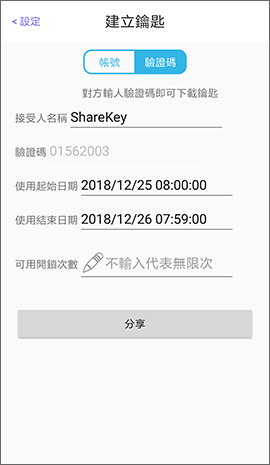 < 設定
建立鑰匙
帳號
驗證碼
對方輸人驗證碼即可下載鑰匙
接受人名稱 ShareKey
驗證碼 01562003
使用起始日期 2018/12/25 08:00:00
使用結束日期 2018/12/26 07:59:00
可用開鎖次數 不輸入代表無限次
分享